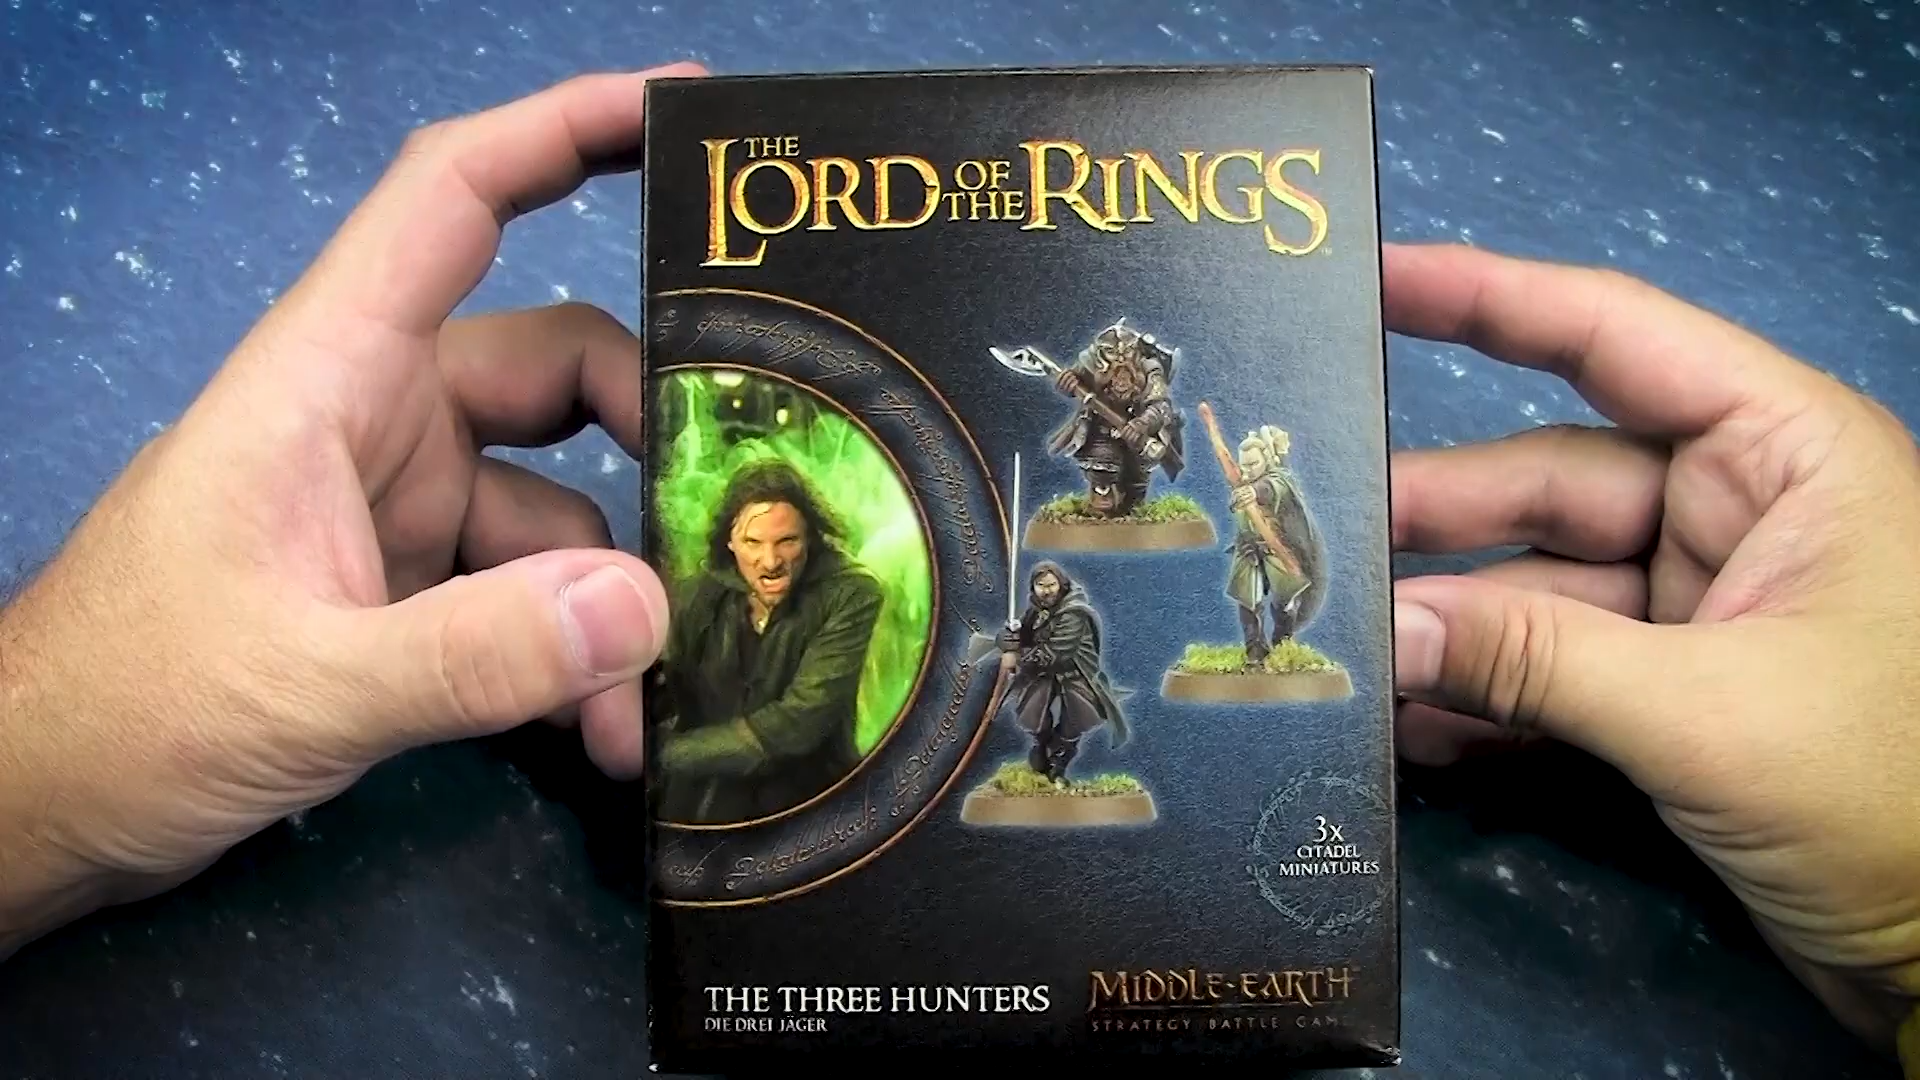 THE LORD OF THE RINGS
3x
CITADEL
MINIATURES
THE THREE HUNTERS
DIE DREI JÄGER
MIDDLE-EARTH
STRATEGY BATTLE GAME